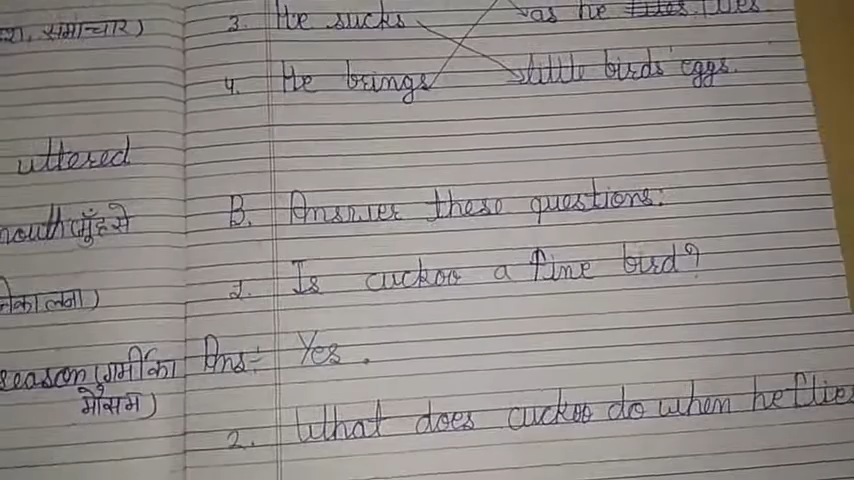 समाचार)
3. He sucks as he flies.
4. He brings little birds' eggs.
uttered
mouth मुँह से
निकालना)
season (गर्मी का
मौसम)
B. Answer these questions:
1. Is cuckoo a fine bird?
Ans:- Yes.
2. What does cuckoo do when he flies